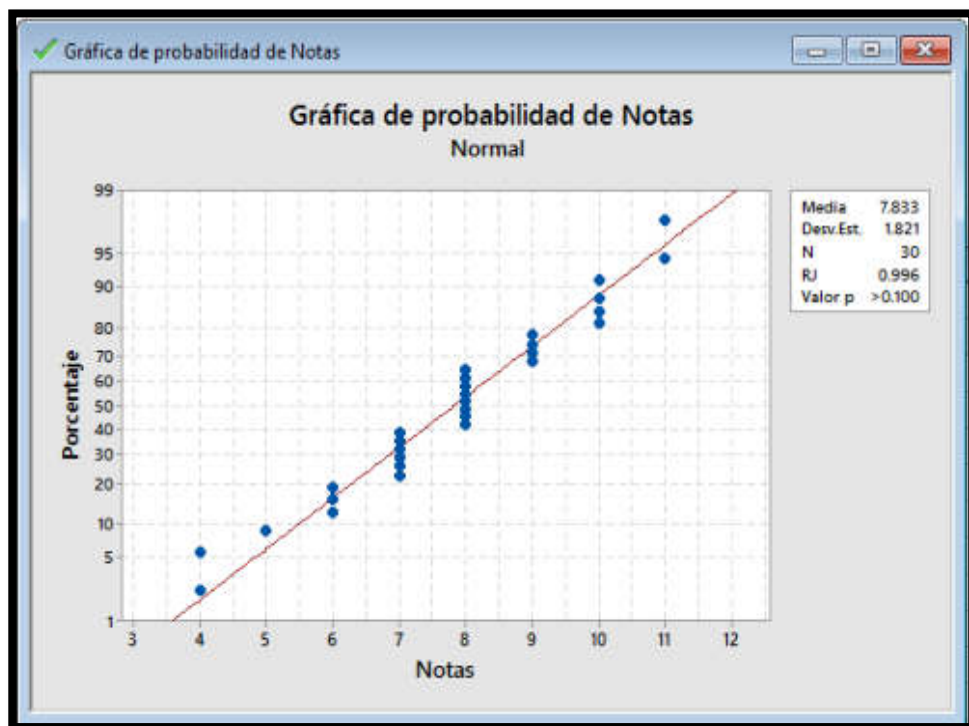 Gráfica de probabilidad de Notas
Gráfica de probabilidad de Notas
Normal
99
95
90
80
70
60
50
40
30
20
10
5
1
Porcentaje
3 4 5 6 7 8 9 10 11 12
Notas
Media 7.833
Desv.Est. 1.821
N 30
RJ 0.996
Valor p >0.100